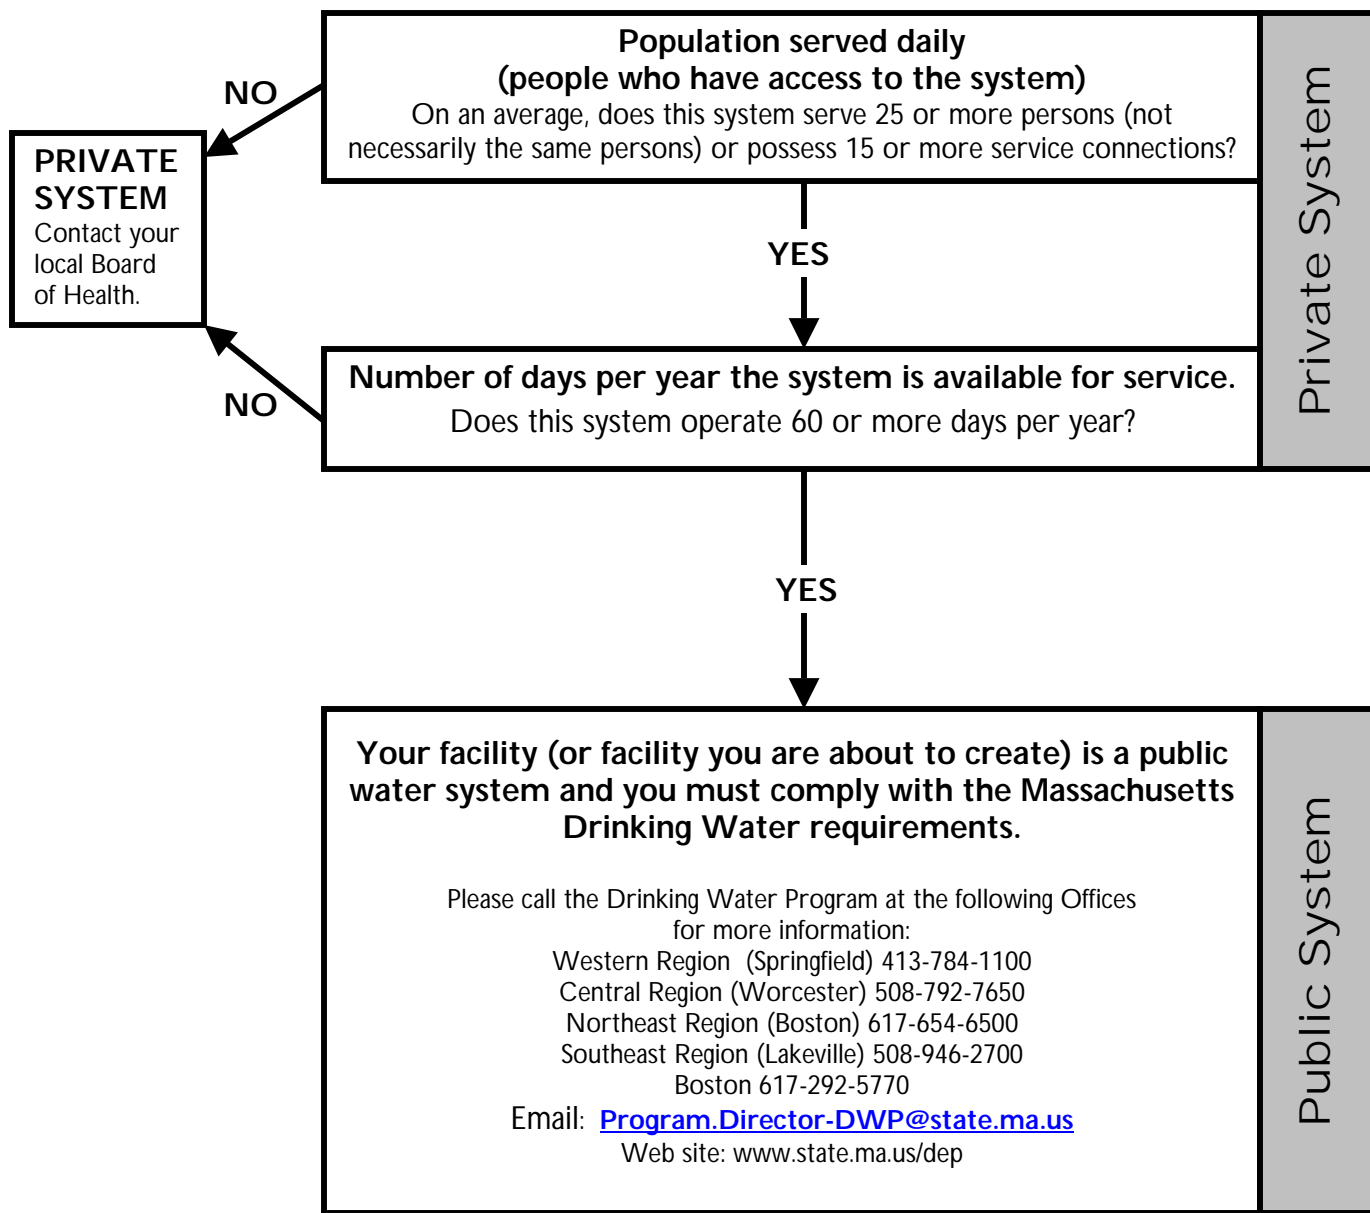 Population served daily
(people who have access to the system)
On an average, does this system serve 25 or more persons (not
necessarily the same persons) or possess 15 or more service connections?
Private System
NO
PRIVATE
SYSTEM
Contact your
local Board
of Health.
YES
Number of days per year the system is available for service.
Does this system operate 60 or more days per year?
NO
YES
Your facility (or facility you are about to create) is a public
water system and you must comply with the Massachusetts
Drinking Water requirements.
Please call the Drinking Water Program at the following Offices
for more information:
Western Region (Springfield) 413-784-1100
Central Region (Worcester) 508-792-7650
Northeast Region (Boston) 617-654-6500
Southeast Region (Lakeville) 508-946-2700
Boston 617-292-5770
Email: Program.Director-DWP@state.ma.us
Web site: www.state.ma.us/dep
Public System